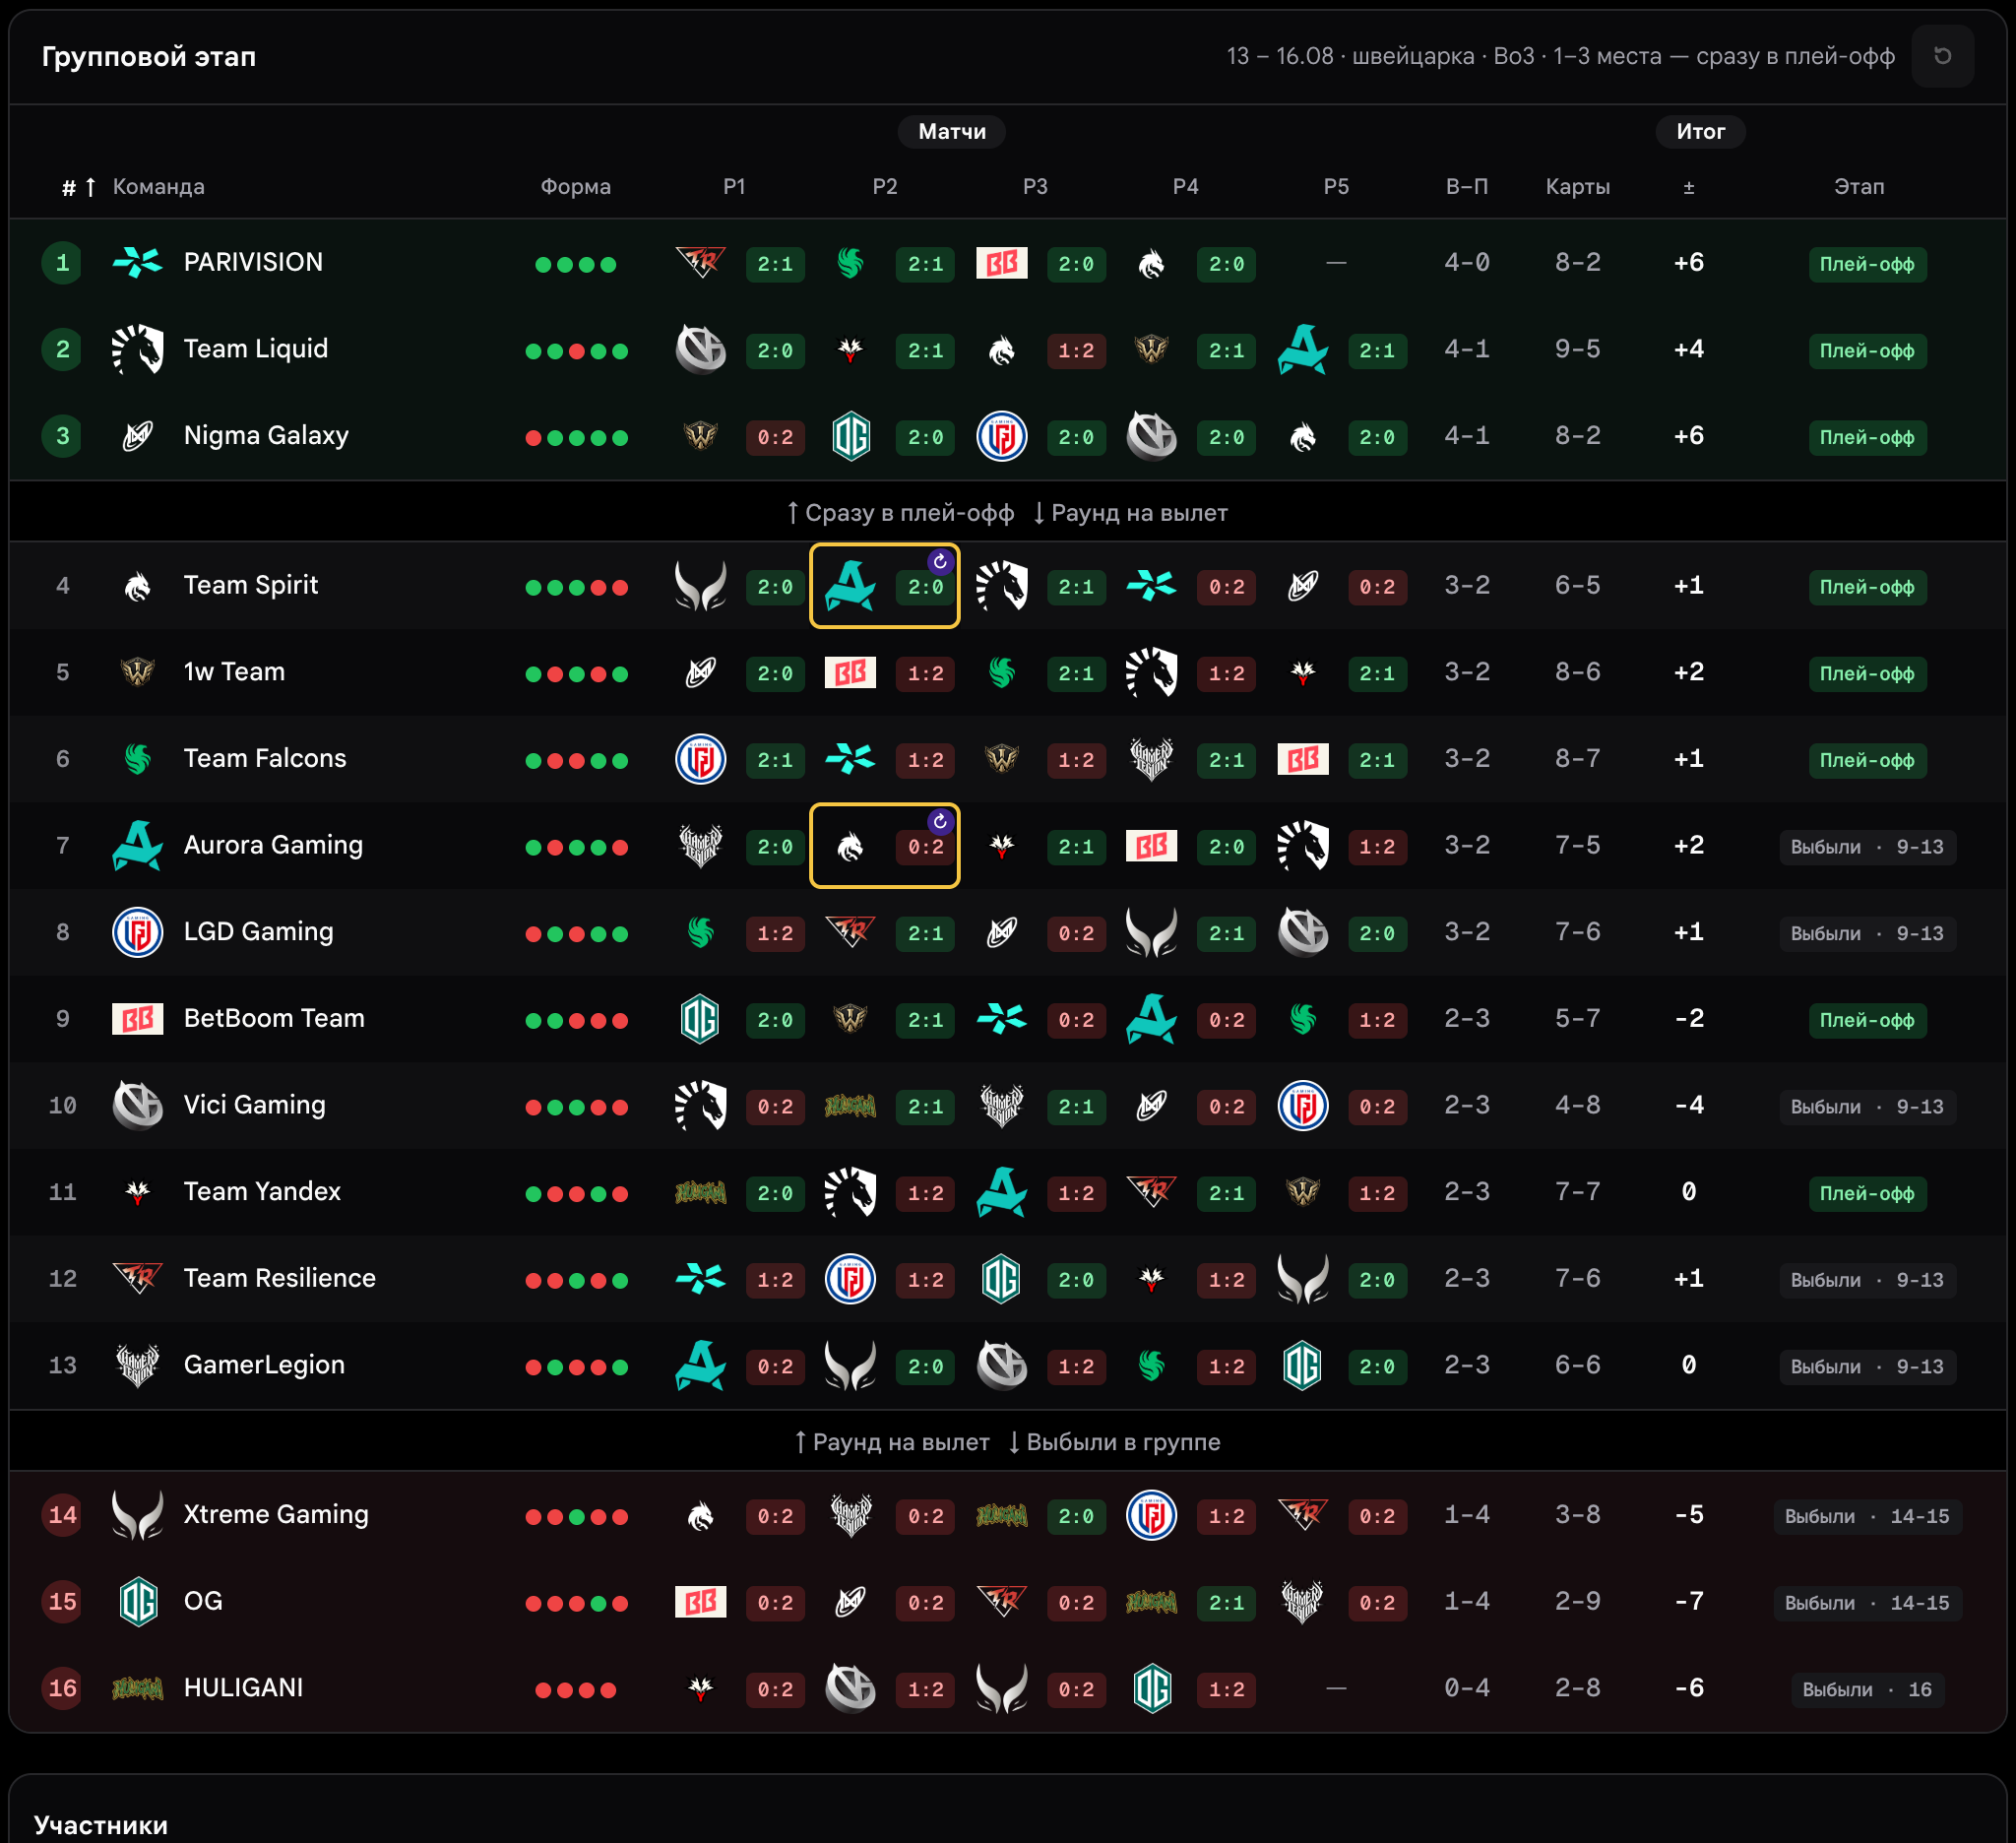 Групповой этап
13 – 16.08 · швейцарка · Bo3 · 1–3 места — сразу в плей-офф
Матчи Итог
# ↑ Команда Форма Р1 Р2 Р3 Р4 Р5 В–П Карты ± Этап
1 PARIVISION 2:1 2:1 2:0 2:0 — 4–0 8–2 +6 Плей-офф
2 Team Liquid 2:0 2:1 1:2 2:1 2:1 4–1 9–5 +4 Плей-офф
3 Nigma Galaxy 0:2 2:0 2:0 2:0 2:0 4–1 8–2 +6 Плей-офф
↑ Сразу в плей-офф ↓ Раунд на вылет
4 Team Spirit 2:0 2:0 2:1 0:2 0:2 3–2 6–5 +1 Плей-офф
5 1w Team 2:0 1:2 2:1 1:2 2:1 3–2 8–6 +2 Плей-офф
6 Team Falcons 2:1 1:2 1:2 2:1 2:1 3–2 8–7 +1 Плей-офф
7 Aurora Gaming 2:0 0:2 2:1 2:0 1:2 3–2 7–5 +2 Выбыли · 9-13
8 LGD Gaming 1:2 2:1 0:2 2:1 2:0 3–2 7–6 +1 Выбыли · 9-13
9 BetBoom Team 2:0 2:1 0:2 0:2 1:2 2–3 5–7 -2 Плей-офф
10 Vici Gaming 0:2 2:1 2:1 0:2 0:2 2–3 4–8 -4 Выбыли · 9-13
11 Team Yandex 2:0 1:2 1:2 2:1 1:2 2–3 7–7 0 Плей-офф
12 Team Resilience 1:2 1:2 2:0 1:2 2:0 2–3 7–6 +1 Выбыли · 9-13
13 GamerLegion 0:2 2:0 1:2 1:2 2:0 2–3 6–6 0 Выбыли · 9-13
↑ Раунд на вылет ↓ Выбыли в группе
14 Xtreme Gaming 0:2 0:2 2:0 1:2 0:2 1–4 3–8 -5 Выбыли · 14-15
15 OG 0:2 0:2 0:2 2:1 0:2 1–4 2–9 -7 Выбыли · 14-15
16 HULIGANI 0:2 1:2 0:2 1:2 — 0–4 2–8 -6 Выбыли · 16
Участники